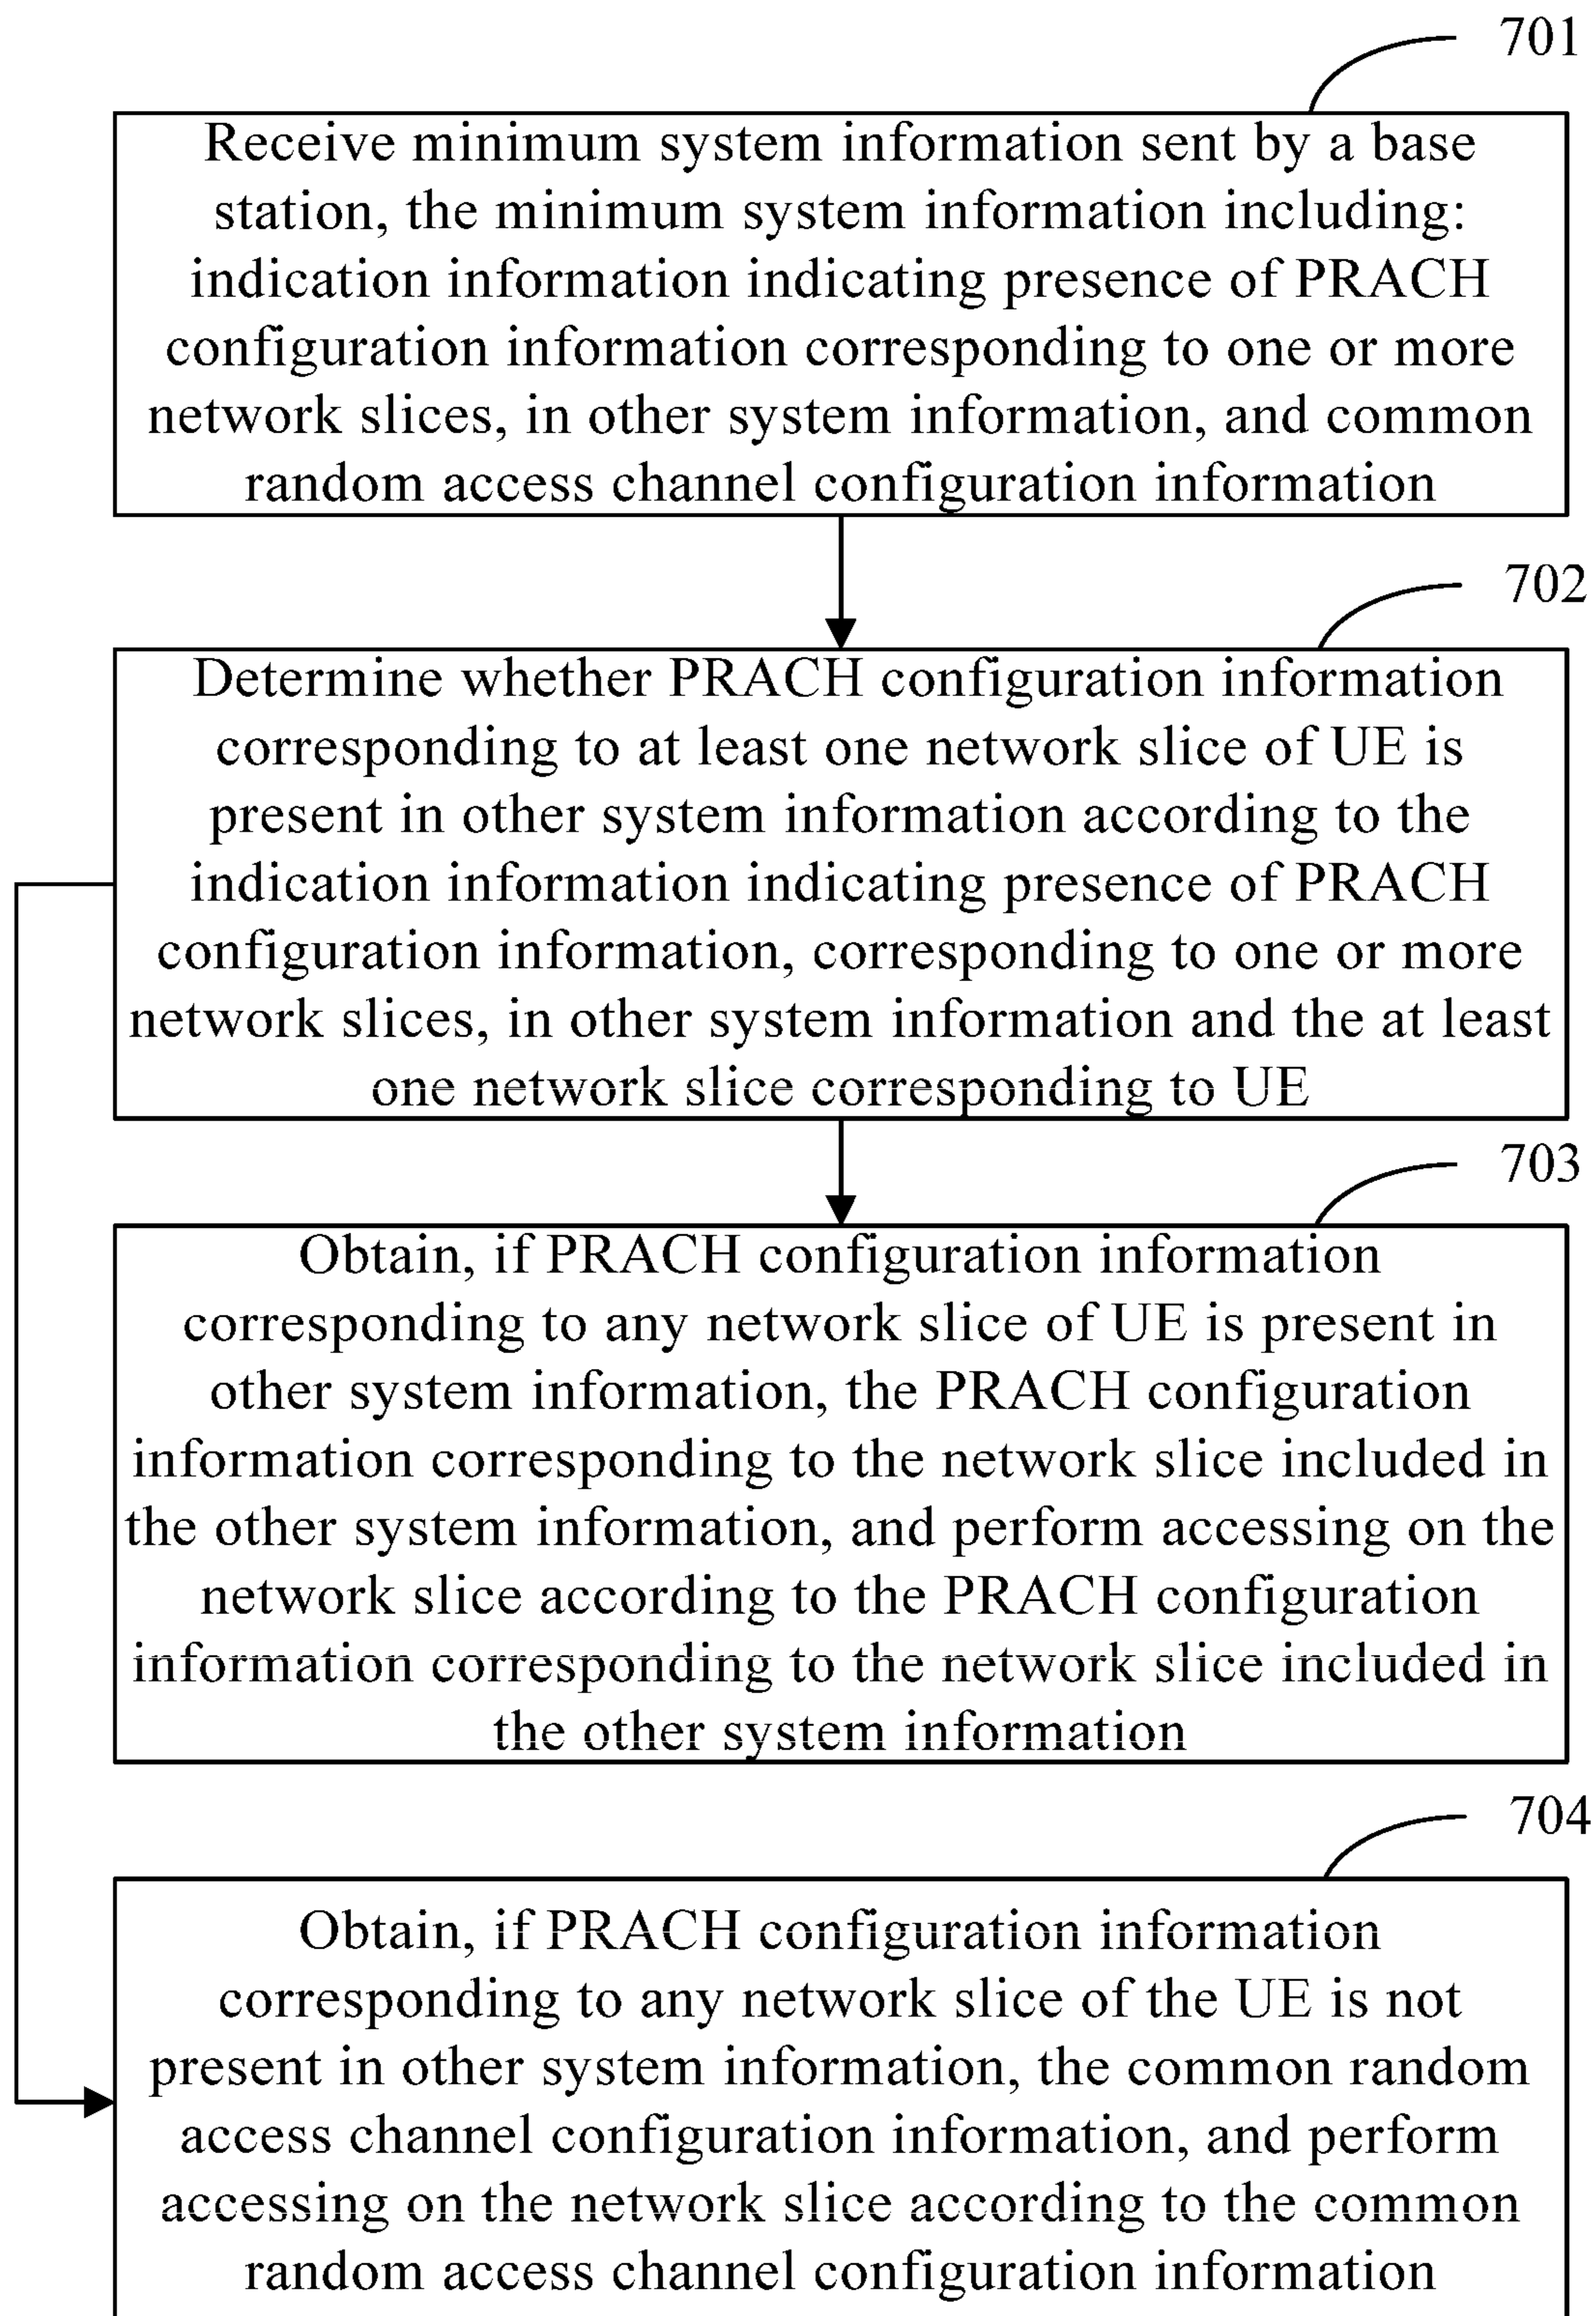 701
Receive minimum system information sent by a base
station, the minimum system information including:
indication information indicating presence of PRACH
configuration information corresponding to one or more
network slices, in other system information, and common
random access channel configuration information
702
Determine whether PRACH configuration information
corresponding to at least one network slice of UE is
present in other system information according to the
indication information indicating presence of PRACH
configuration information, corresponding to one or more
network slices, in other system information and the at least
one network slice corresponding to UE
703
Obtain, if PRACH configuration information
corresponding to any network slice of UE is present in
other system information, the PRACH configuration
information corresponding to the network slice included in
the other system information, and perform accessing on the
network slice according to the PRACH configuration
information corresponding to the network slice included in
the other system information
704
Obtain, if PRACH configuration information
corresponding to any network slice of the UE is not
present in other system information, the common random
access channel configuration information, and perform
accessing on the network slice according to the common
random access channel configuration information